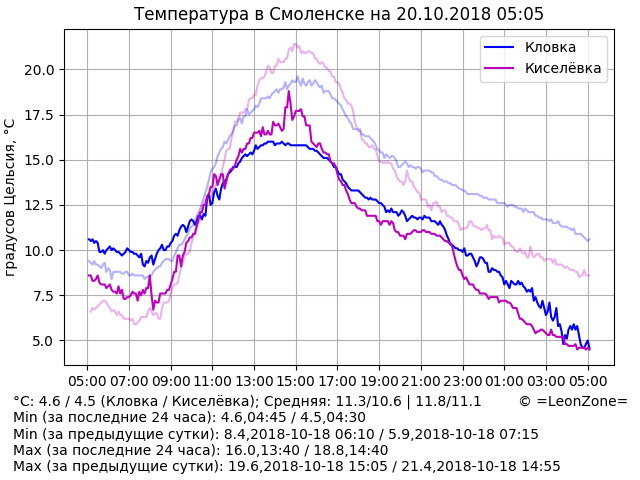 Температура в Смоленске на 20.10.2018 05:05
Кловка
Киселёвка
градусов Цельсия, °C
20.0
17.5
15.0
12.5
10.0
7.5
5.0
05:00 07:00 09:00 11:00 13:00 15:00 17:00 19:00 21:00 23:00 01:00 03:00 05:00
°C: 4.6 / 4.5 (Кловка / Киселёвка); Средняя: 11.3/10.6 | 11.8/11.1 © =LeonZone=
Min (за последние 24 часа): 4.6,04:45 / 4.5,04:30
Min (за предыдущие сутки): 8.4,2018-10-18 06:10 / 5.9,2018-10-18 07:15
Max (за последние 24 часа): 16.0,13:40 / 18.8,14:40
Max (за предыдущие сутки): 19.6,2018-10-18 15:05 / 21.4,2018-10-18 14:55